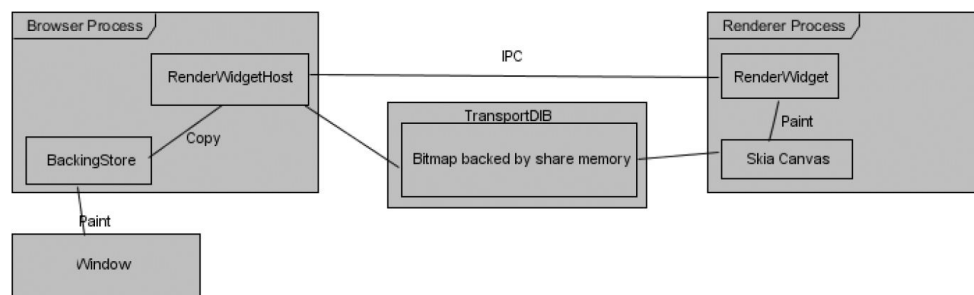 Browser Process
Renderer Process
IPC
RenderWidgetHost
RenderWidget
TransportDIB
Copy
Paint
BackingStore
Bitmap backed by share memory
Skia Canvas
Paint
Window